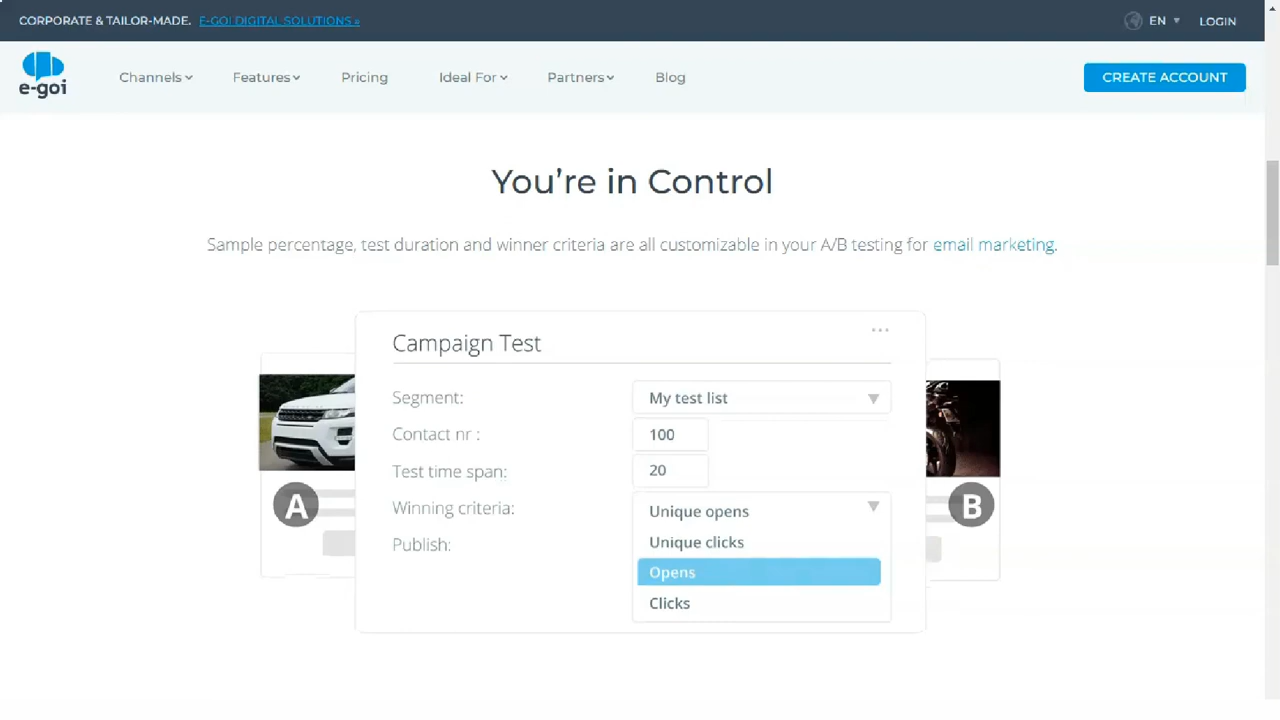 CORPORATE & TAILOR-MADE. E-GOI DIGITAL SOLUTIONS »
EN LOGIN
e-goi
Channels Features Pricing Ideal For Partners Blog
CREATE ACCOUNT
You're in Control
Sample percentage, test duration and winner criteria are all customizable in your A/B testing for email marketing.
Campaign Test
Segment: My test list
Contact nr : 100
Test time span: 20
Winning criteria: Unique opens
Unique clicks
Publish:
Opens
Clicks
A
B